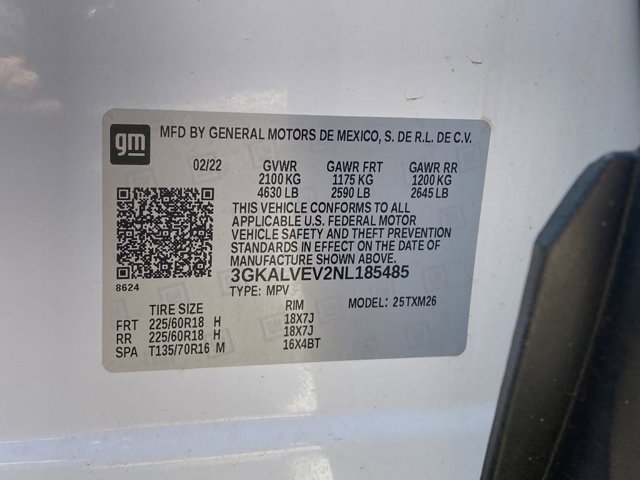 gm
MFD BY GENERAL MOTORS DE MEXICO, S. DE R.L. DE C.V.
02/22 GVWR GAWR FRT GAWR RR
2100 KG 1175 KG 1200 KG
4630 LB 2590 LB 2645 LB
THIS VEHICLE CONFORMS TO ALL
APPLICABLE U.S. FEDERAL MOTOR
VEHICLE SAFETY AND THEFT PREVENTION
STANDARDS IN EFFECT ON THE DATE OF
MANUFACTURE SHOWN ABOVE.
8624
3GKALVEV2NL185485
TYPE: MPV MODEL: 25TXM26
TIRE SIZE RIM
FRT 225/60R18 H 18X7J
RR 225/60R18 H 18X7J
SPA T135/70R16 M 16X4BT